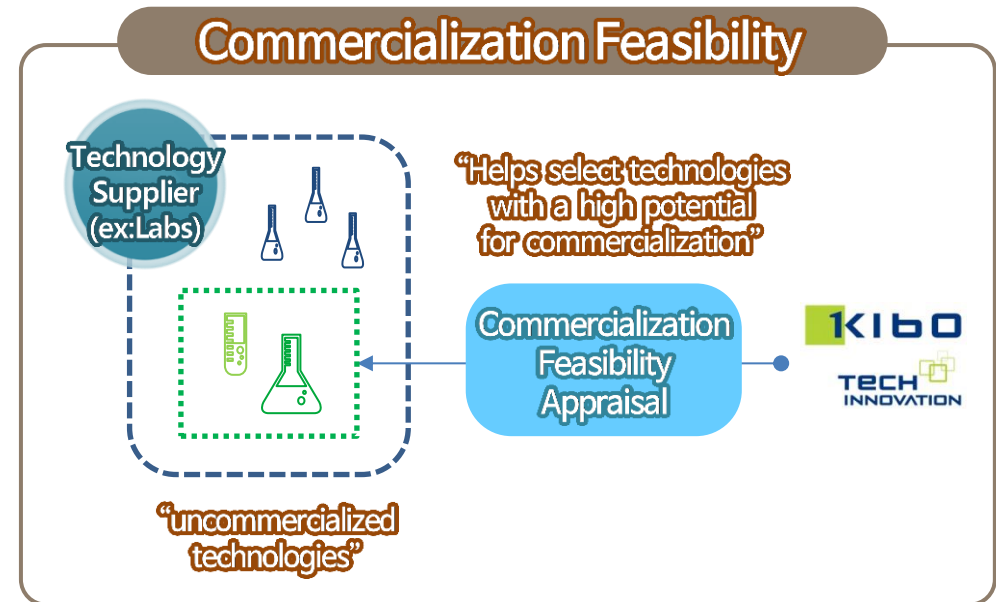 Commercialization Feasibility
Technology
Supplier
(ex:Labs)
“Helps select technologies
with a high potential
for commercialization”
Commercialization
Feasibility
Appraisal
KIBO
TECH
INNOVATION
“uncommercialized
technologies”